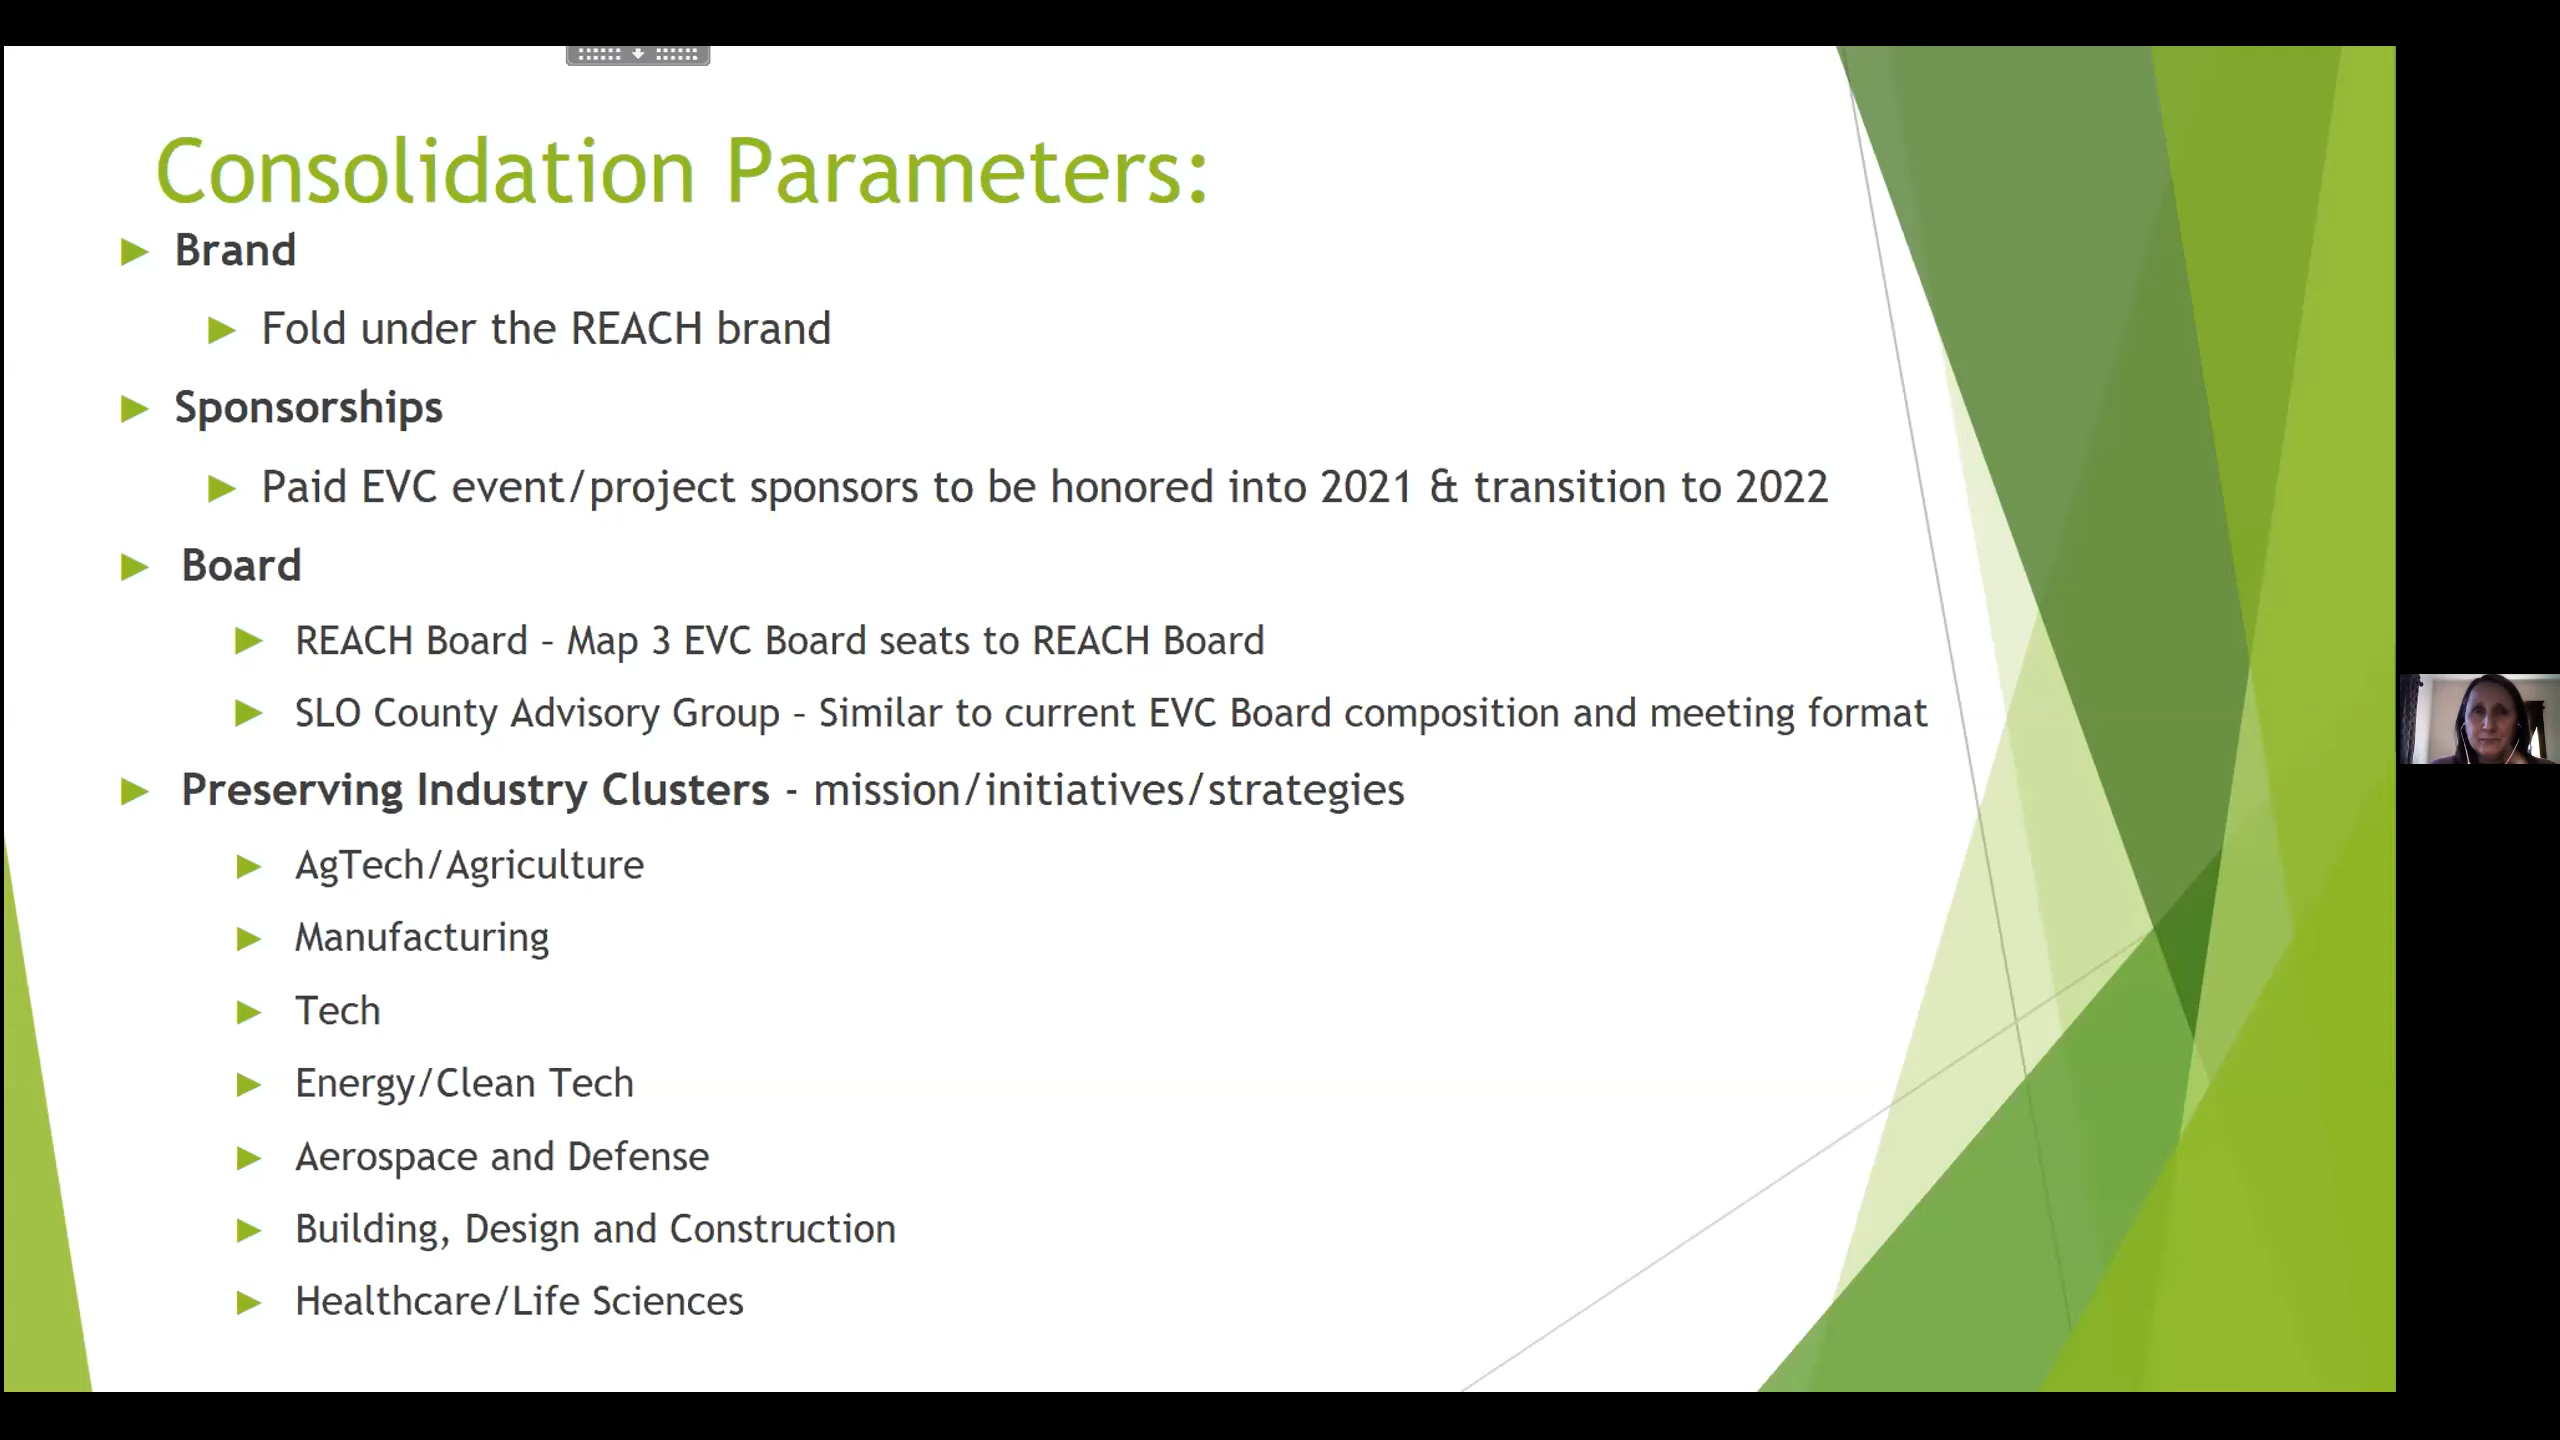 Consolidation Parameters:
Brand
Fold under the REACH brand
Sponsorships
Paid EVC event/project sponsors to be honored into 2021 & transition to 2022
Board
REACH Board – Map 3 EVC Board seats to REACH Board
SLO County Advisory Group – Similar to current EVC Board composition and meeting format
Preserving Industry Clusters - mission/initiatives/strategies
AgTech/Agriculture
Manufacturing
Tech
Energy/Clean Tech
Aerospace and Defense
Building, Design and Construction
Healthcare/Life Sciences